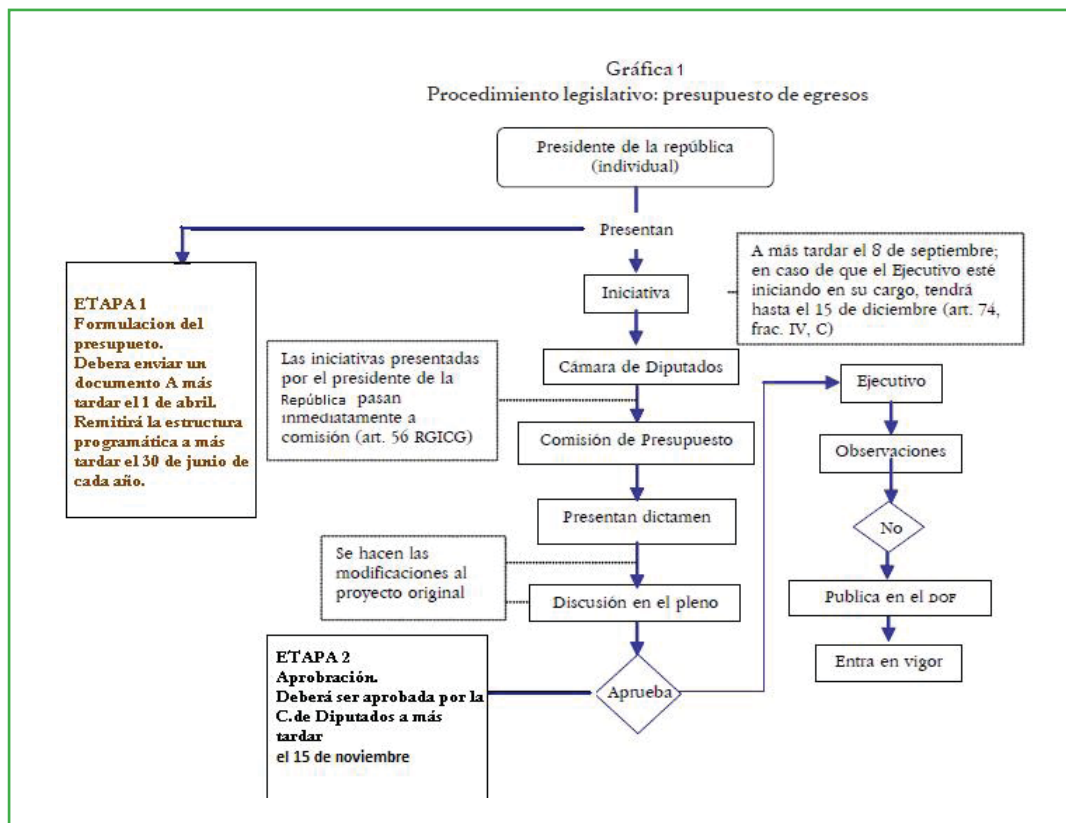 Gráfica 1
Procedimiento legislativo: presupuesto de egresos
Presidente de la república
(individual)
Presentan
ETAPA 1
Formulacion del
presupueto.
Debera enviar un
documento A más
tardar el 1 de abril.
Remitirá la estructura
programática a más
tardar el 30 de junio de
cada año.
Iniciativa
A más tardar el 8 de septiembre;
en caso de que el Ejecutivo esté
iniciando en su cargo, tendrá
hasta el 15 de diciembre (art. 74,
frac. IV, C)
Las iniciativas presentadas
por el presidente de la
República pasan
inmediatamente a
comisión (art. 56 RGICG)
Cámara de Diputados
Comisión de Presupuesto
Presentan dictamen
Se hacen las
modificaciones al
proyecto original
Discusión en el pleno
ETAPA 2
Aprobración.
Deberá ser aprobada por la
C.de Diputados a más
tardar
el 15 de noviembre
Aprueba
Ejecutivo
Observaciones
No
Publica en el DOF
Entra en vigor